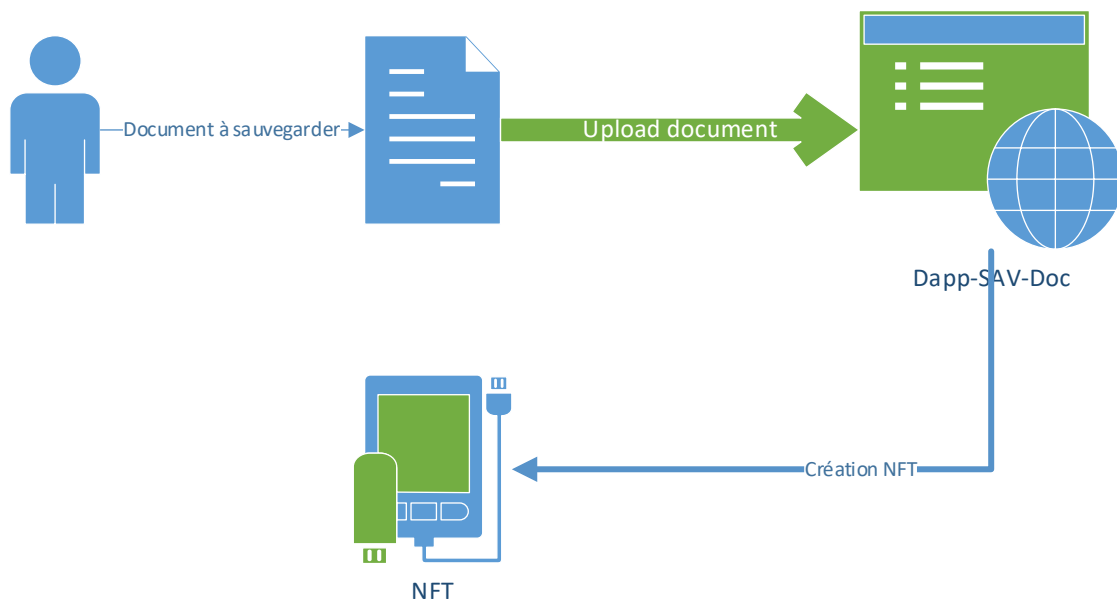 Document à sauvegarder
Upload document
Dapp-SAV-Doc
Création NFT
NFT